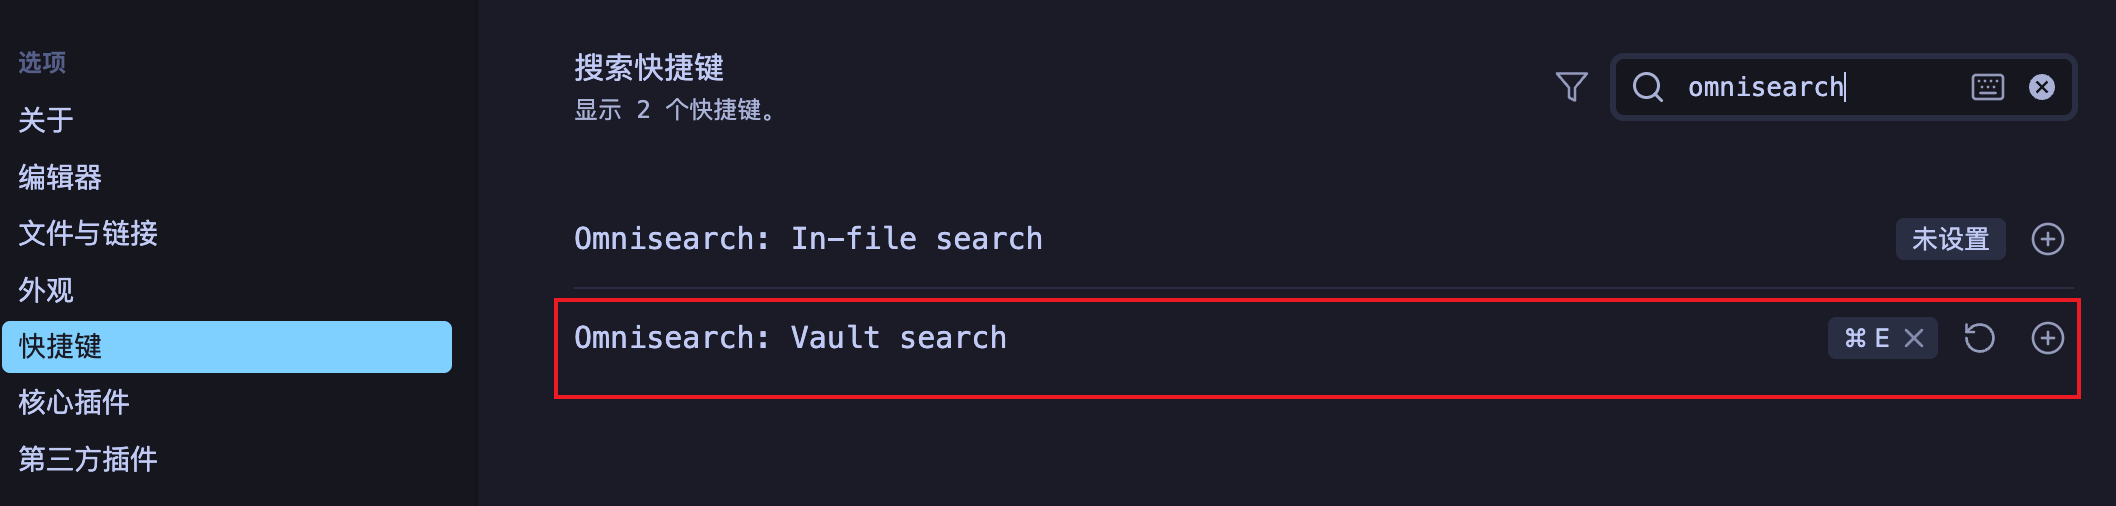 选项
关于
编辑器
文件与链接
外观
快捷键
核心插件
第三方插件
搜索快捷键
显示 2 个快捷键。
omnisearch
Omnisearch: In-file search
未设置
Omnisearch: Vault search
⌘ E